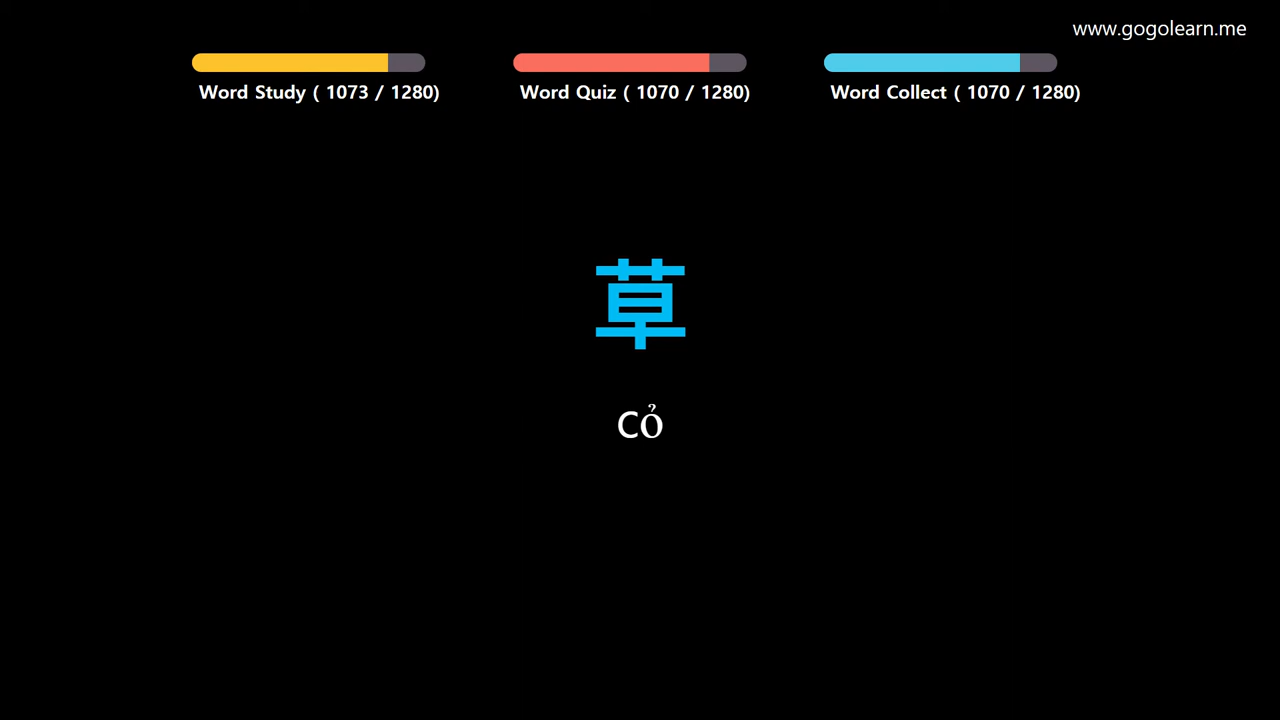 www.gogolearn.me
Word Study ( 1073 / 1280)
Word Quiz ( 1070 / 1280)
Word Collect ( 1070 / 1280)
草
cỏ